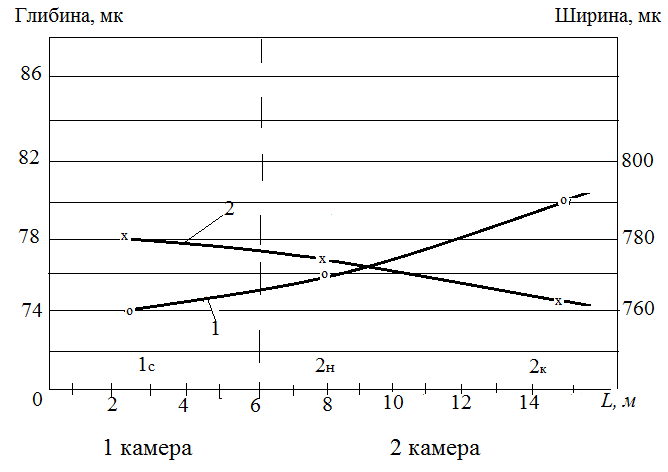 Глибина, мк Ширина, мк
86
82 800
2
78 780
74 760
1
1с 2н 2к
0 2 4 6 8 10 12 14 L, м
1 камера 2 камера